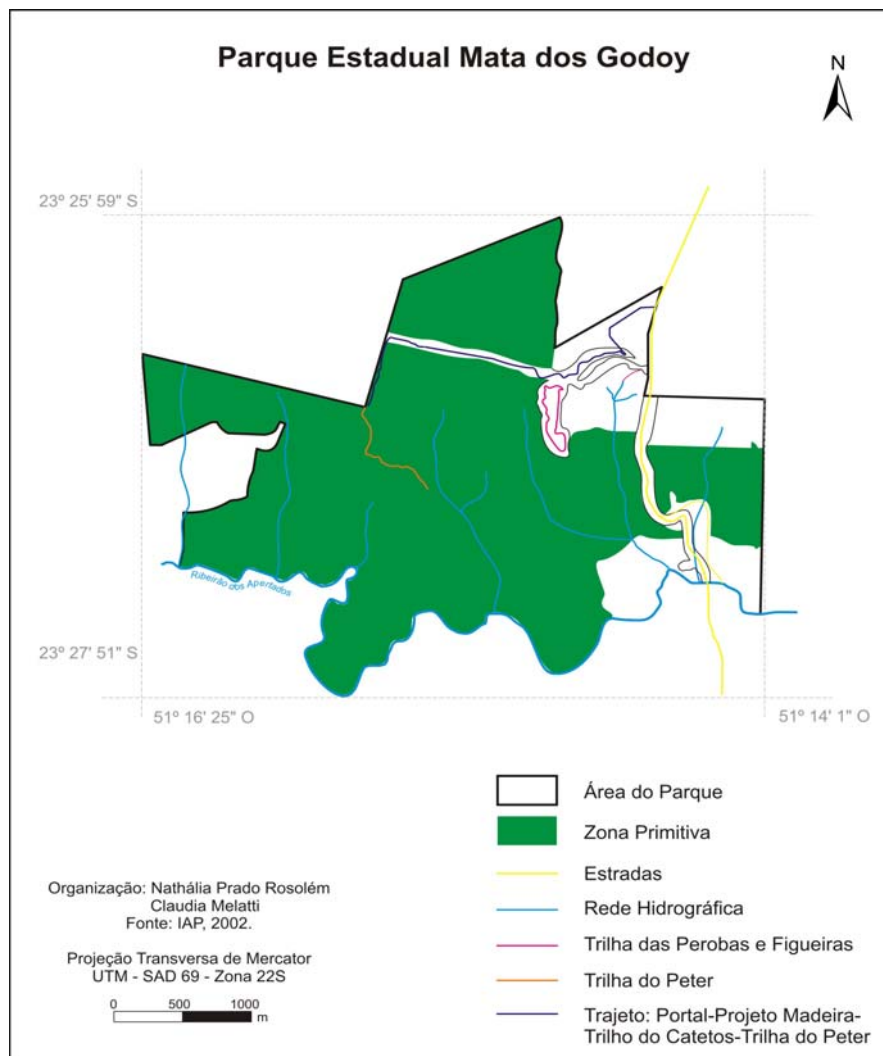 Parque Estadual Mata dos Godoy
N
23º 25' 59" S
Ribeirão dos Apertados
23º 27' 51" S
51º 16' 25" O
51º 14' 1" O
Área do Parque
Zona Primitiva
Estradas
Rede Hidrográfica
Trilha das Perobas e Figueiras
Trilha do Peter
Trajeto: Portal-Projeto Madeira-
Trilho do Catetos-Trilha do Peter
Organização: Nathália Prado Rosolém
Claudia Melatti
Fonte: IAP, 2002.
Projeção Transversa de Mercator
UTM - SAD 69 - Zona 22S
0 500 1000
m